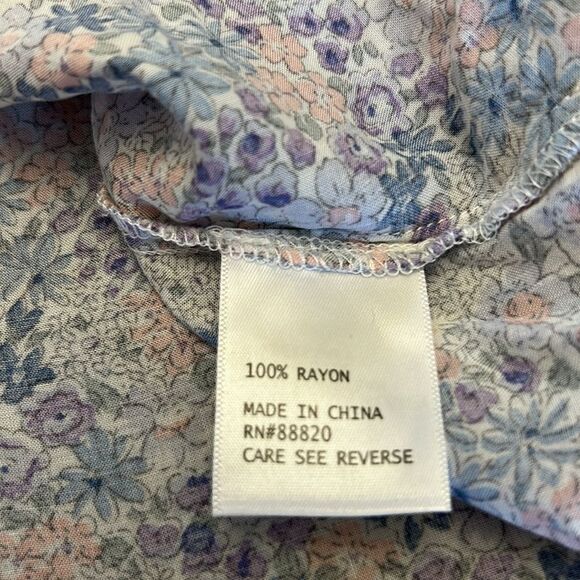 100% RAYON
MADE IN CHINA
RN#88820
CARE SEE REVERSE